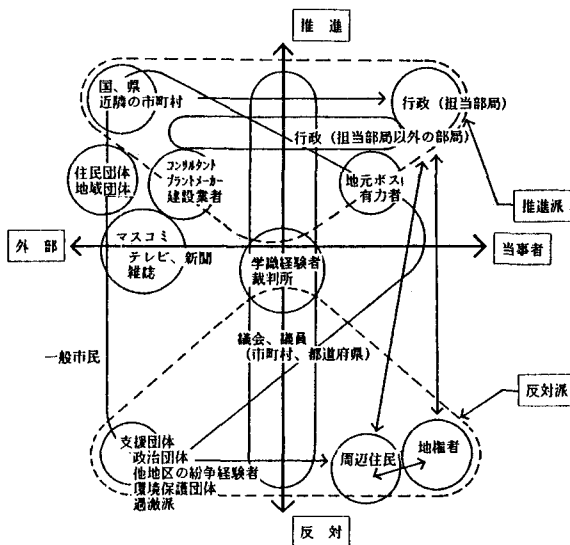 推 進
国、県
近隣の市町村
行政(担当部局)
行政(担当部局以外の部局)
住民団体
地域団体
コンサルタント
プラントメーカー
建設業者
地元ボス
有力者
推進派
外 部
マスコミ
テレビ、新聞
雑誌
学識経験者
裁判所
当事者
議会、議員
(市町村、都道府県)
一般市民
反対派
支援団体
政治団体
他地区の紛争経験者
環境保護団体
過激派
周辺住民
地権者
反 対